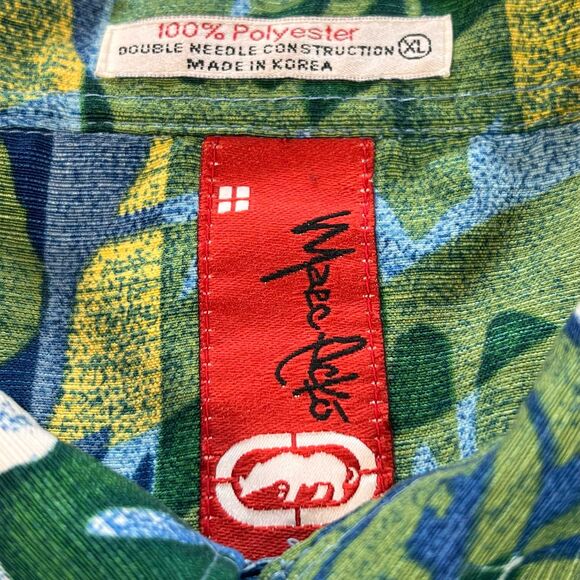 100% Polyester
DOUBLE NEEDLE CONSTRUCTION XL
MADE IN KOREA
Marc Ecko